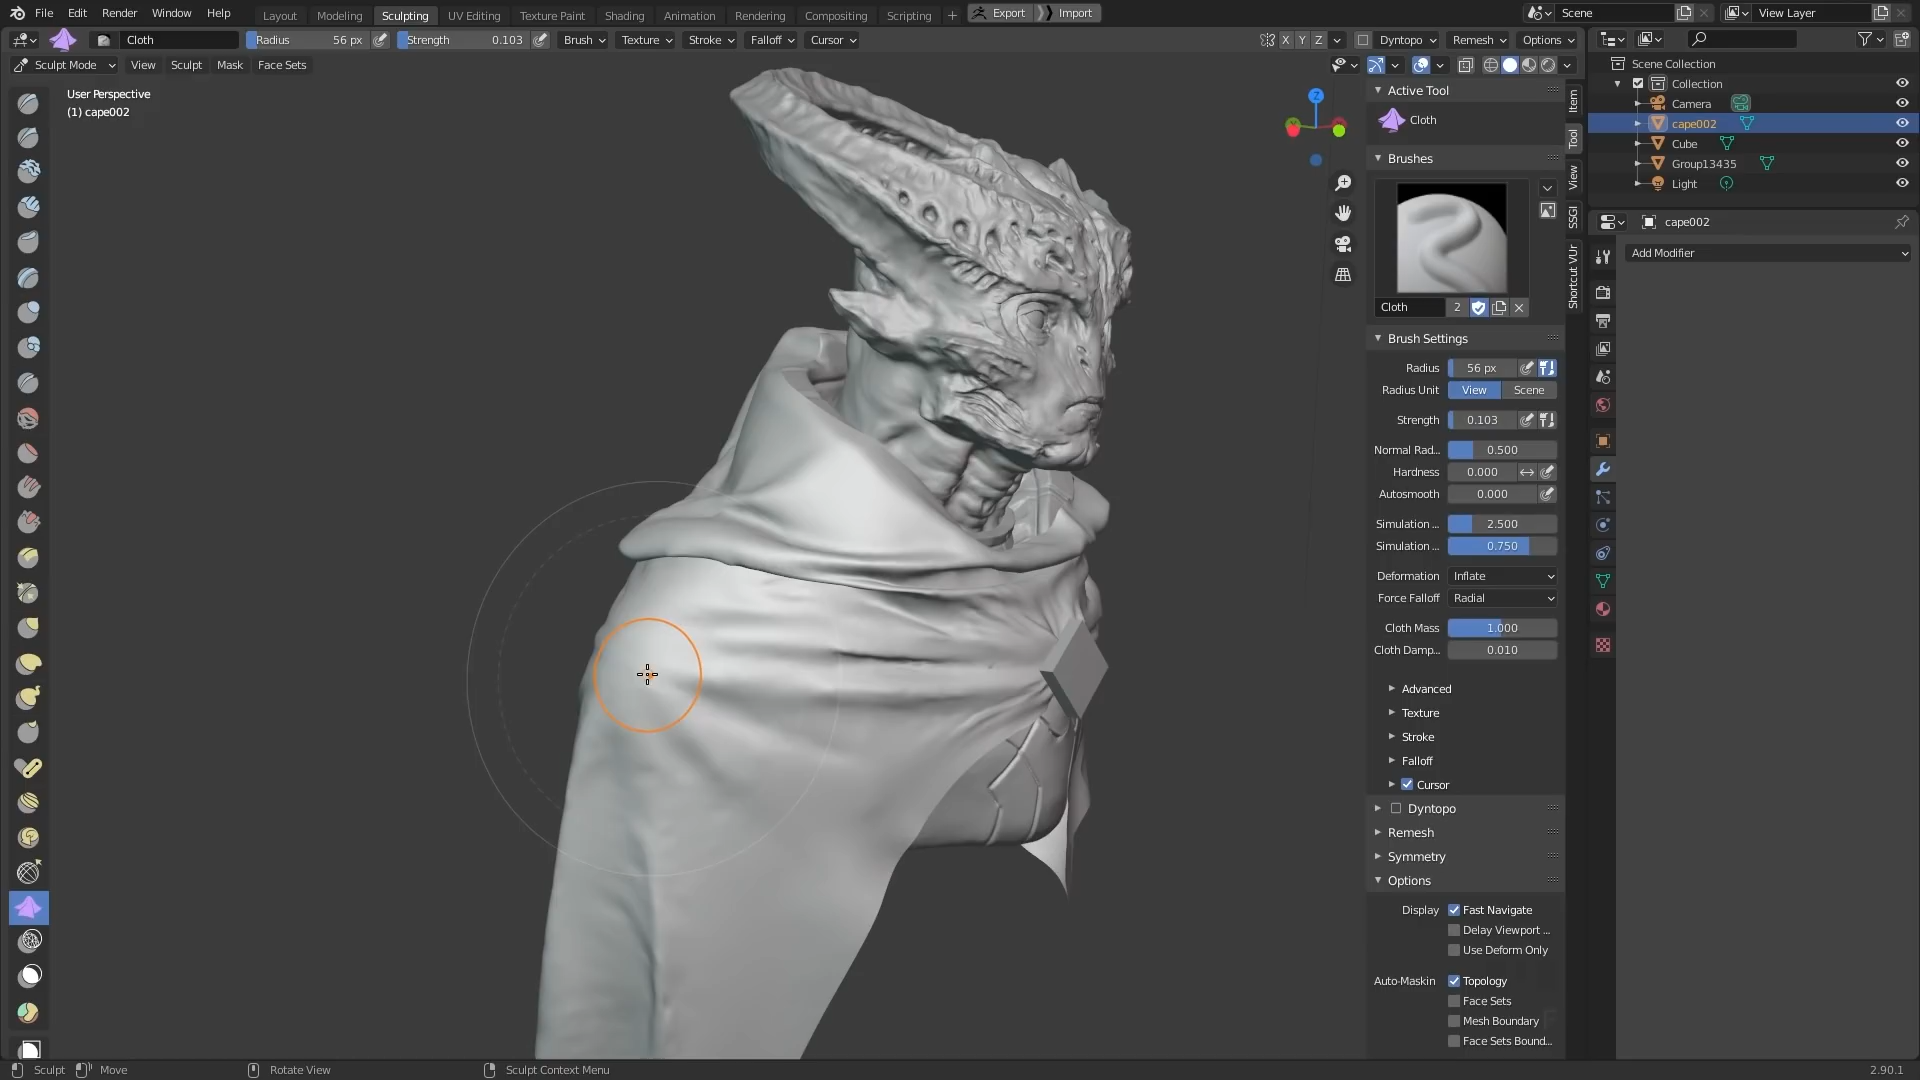 File Edit Render Window Help
Layout Modeling Sculpting UV Editing Texture Paint Shading Animation Rendering Compositing Scripting + Export Import
Scene View Layer
Cloth Radius 56 px Strength 0.103 Brush Texture Stroke Falloff Cursor X Y Z Dyntopo Remesh Options
Sculpt Mode View Sculpt Mask Face Sets
User Perspective
(1) cape002
Z
Active Tool
Cloth
Brushes
Cloth 2
Brush Settings
Radius 56 px
Radius Unit View Scene
Strength 0.103
Normal Rad... 0.500
Hardness 0.000
Autosmooth 0.000
Simulation ... 2.500
Simulation ... 0.750
Deformation Inflate
Force Falloff Radial
Cloth Mass 1.000
Cloth Damp... 0.010
Advanced
Texture
Stroke
Falloff
Cursor
Dyntopo
Remesh
Symmetry
Options
Display Fast Navigate
Delay Viewport ...
Use Deform Only
Auto-Maskin Topology
Face Sets
Mesh Boundary
Face Sets Bound...
Item
Tool
View
SSGI
Shortcut VUr
Scene Collection
Collection
Camera
cape002
Cube
Group13435
Light
cape002
Add Modifier
Sculpt Move Rotate View Sculpt Context Menu 2.90.1